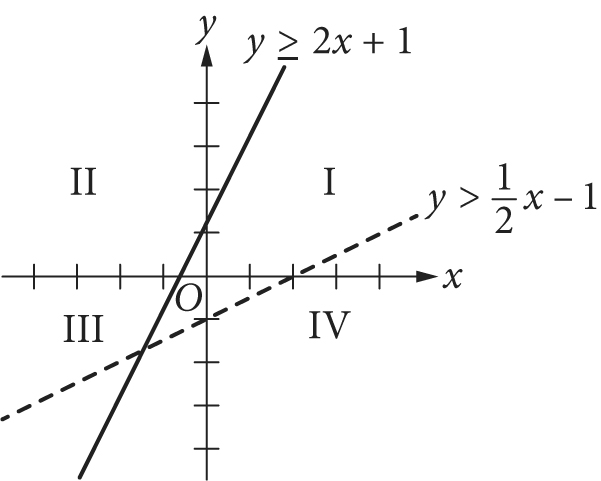 y
y ≥ 2x + 1
II
I
y > 1/2 x − 1
x
O
III
IV